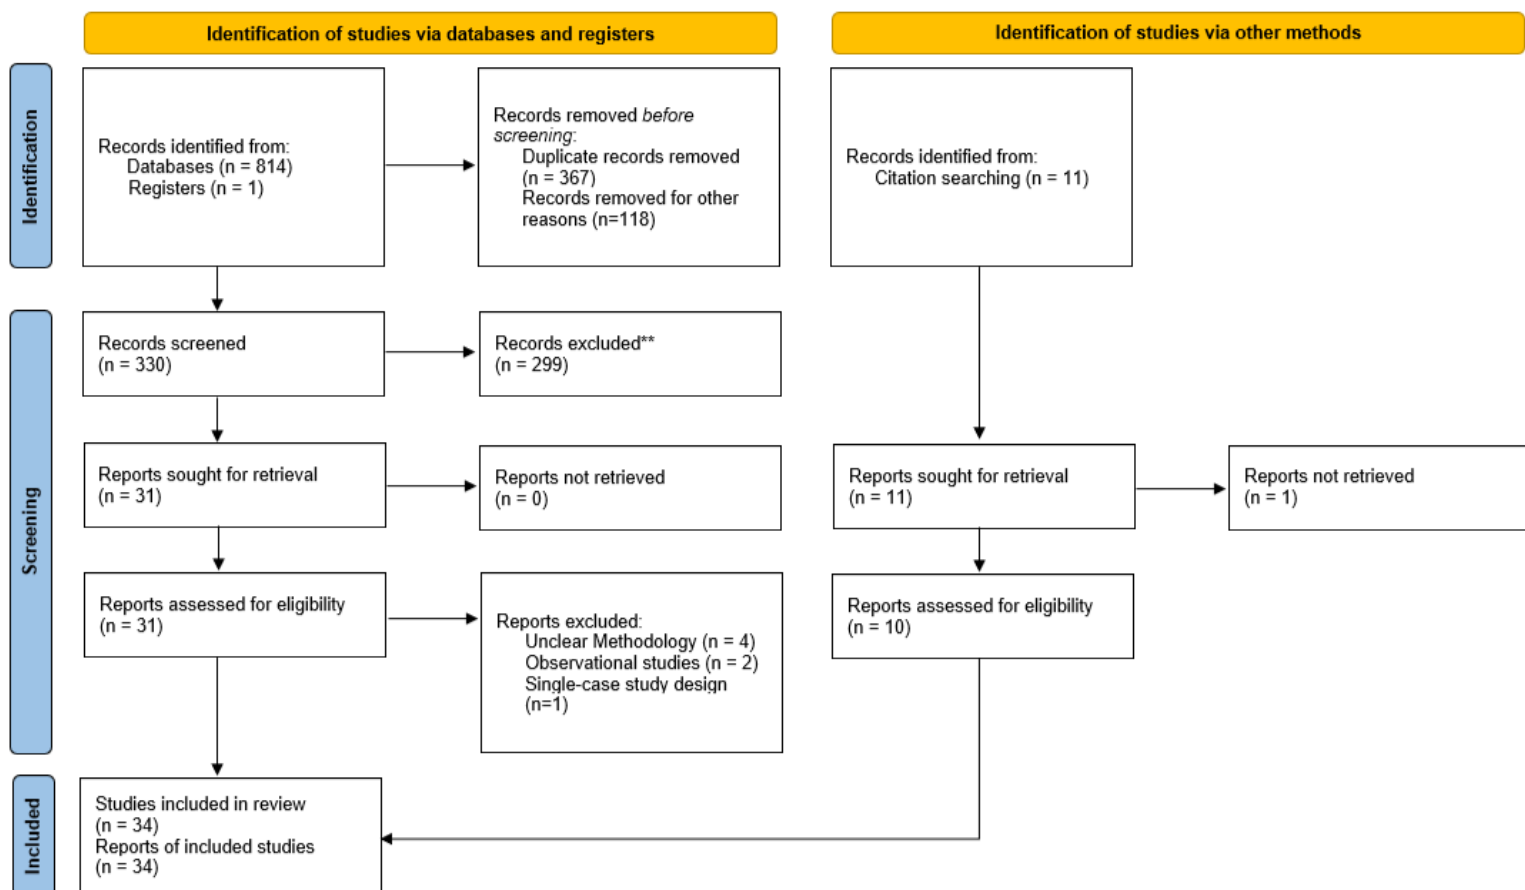 Identification of studies via databases and registers
Identification of studies via other methods
Identification
Records identified from:
Databases (n = 814)
Registers (n = 1)
Records removed before
screening:
Duplicate records removed
(n = 367)
Records removed for other
reasons (n=118)
Records identified from:
Citation searching (n = 11)
Screening
Records screened
(n = 330)
Records excluded**
(n = 299)
Reports sought for retrieval
(n = 31)
Reports not retrieved
(n = 0)
Reports sought for retrieval
(n = 11)
Reports not retrieved
(n = 1)
Reports assessed for eligibility
(n = 31)
Reports excluded:
Unclear Methodology (n = 4)
Observational studies (n = 2)
Single-case study design
(n=1)
Reports assessed for eligibility
(n = 10)
Included
Studies included in review
(n = 34)
Reports of included studies
(n = 34)